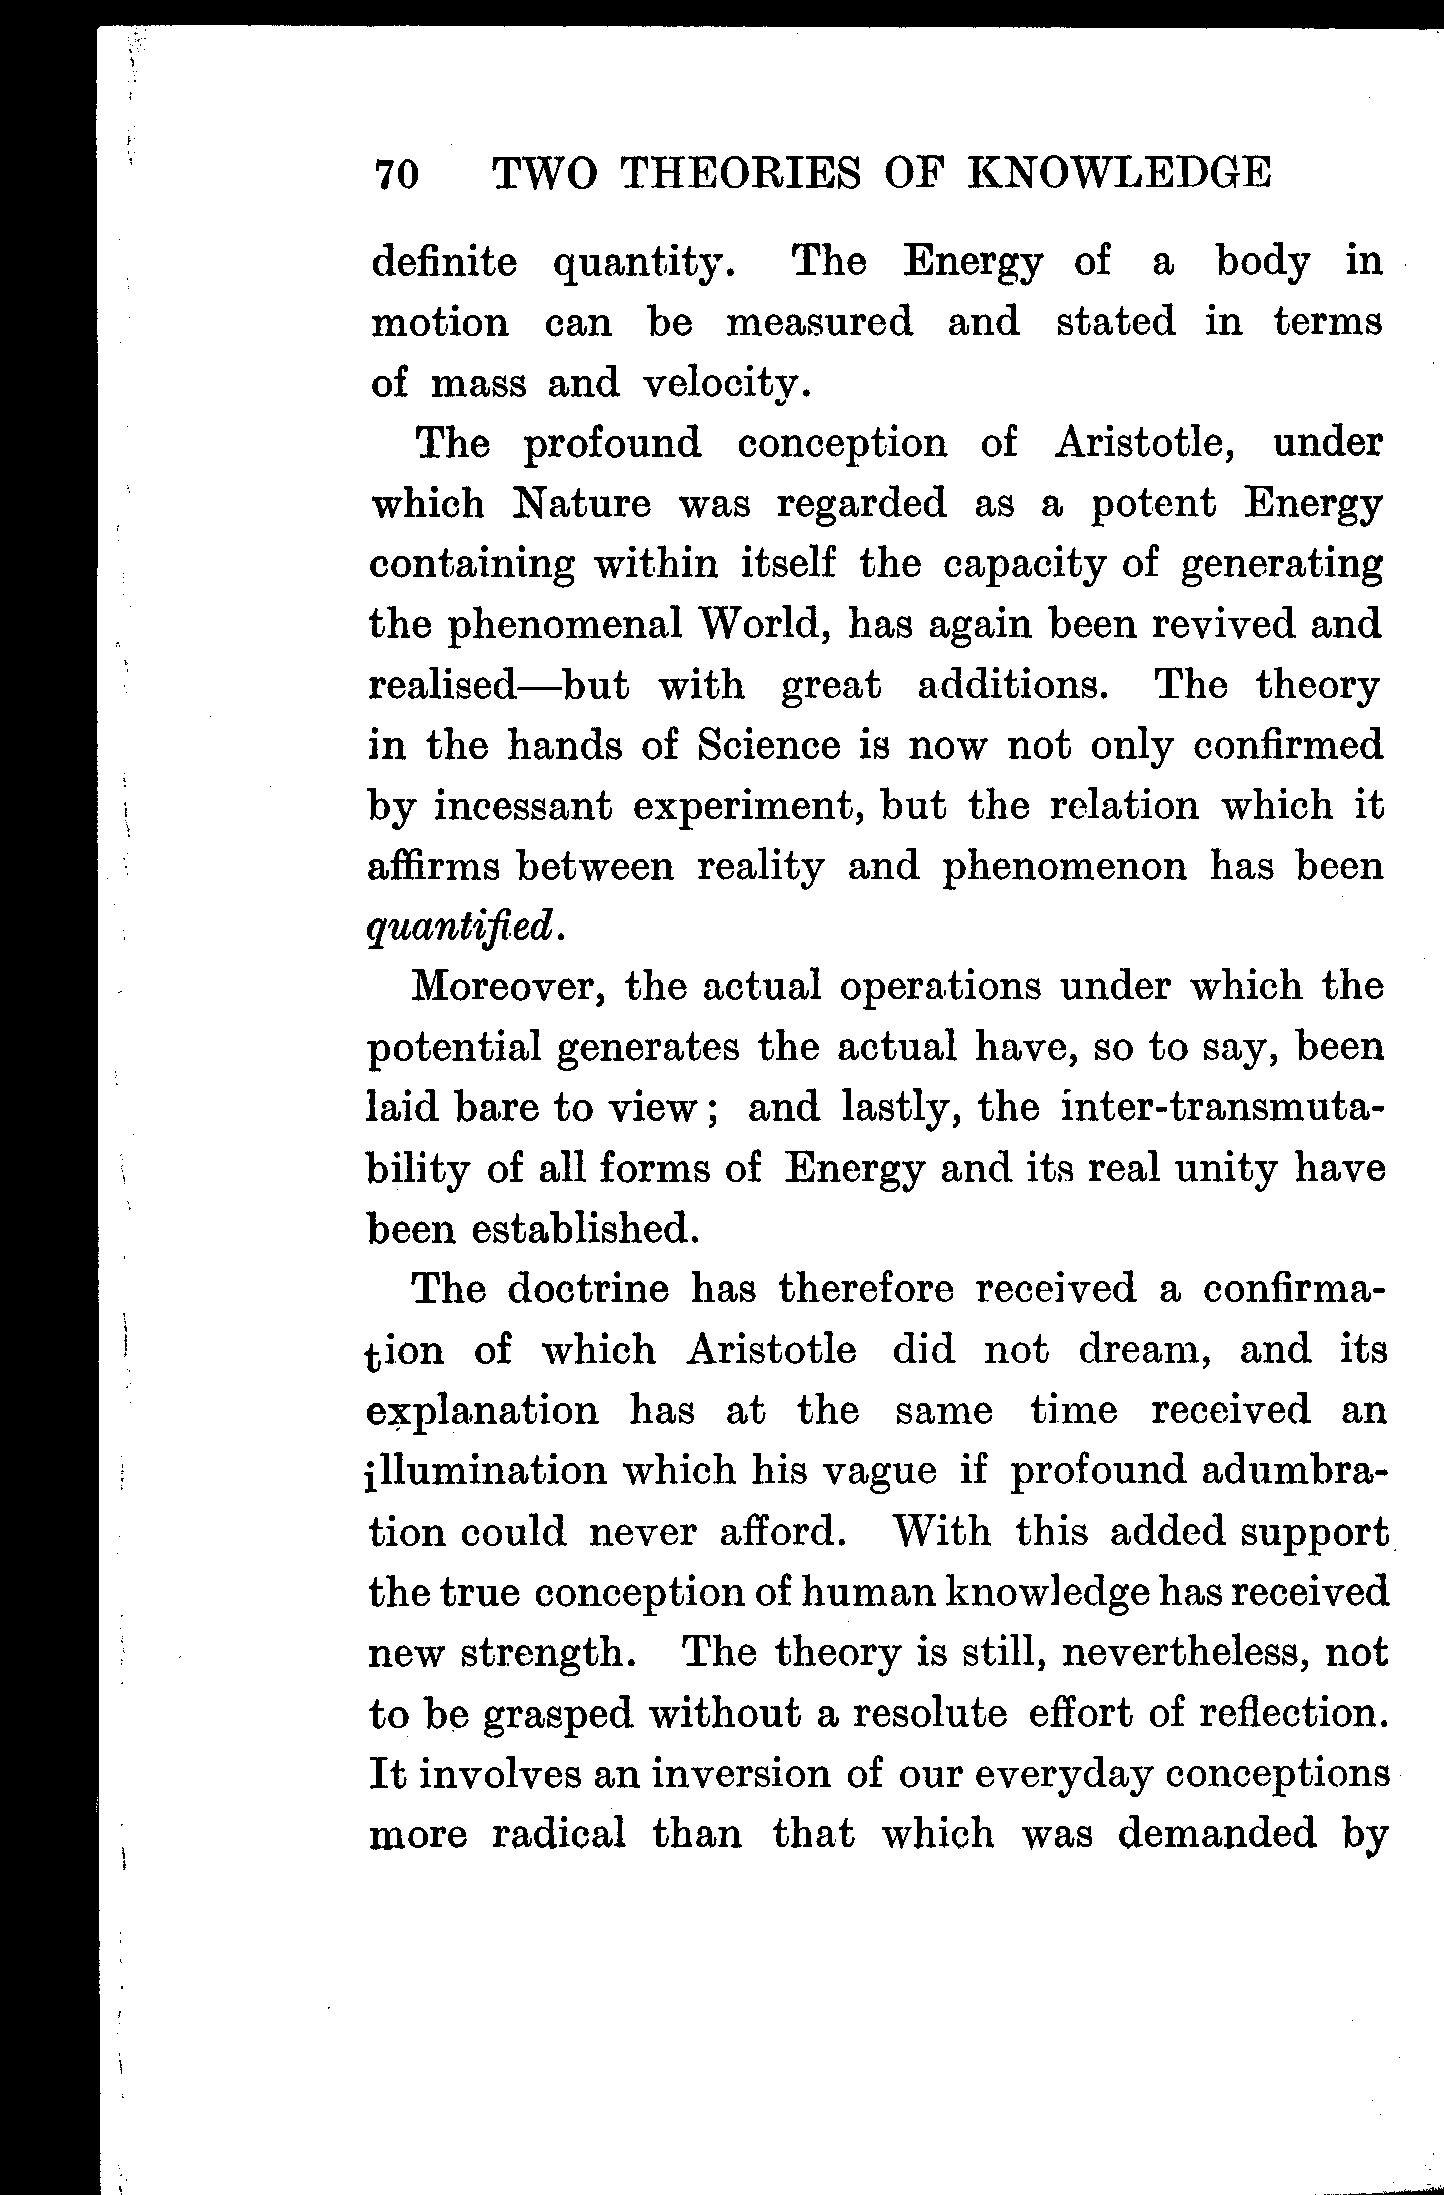 70 TWO THEORIES OF KNOWLEDGE
definite quantity. The Energy of a body in
motion can be measured and stated in terms
of mass and velocity.
The profound conception of Aristotle, under
which Nature was regarded as a potent Energy
containing within itself the capacity of generating
the phenomenal World, has again been revived and
realised—but with great additions. The theory
in the hands of Science is now not only confirmed
by incessant experiment, but the relation which it
affirms between reality and phenomenon has been
quantified.
Moreover, the actual operations under which the
potential generates the actual have, so to say, been
laid bare to view; and lastly, the inter-transmuta-
bility of all forms of Energy and its real unity have
been established.
The doctrine has therefore received a confirma-
tion of which Aristotle did not dream, and its
explanation has at the same time received an
illumination which his vague if profound adumbra-
tion could never afford. With this added support
the true conception of human knowledge has received
new strength. The theory is still, nevertheless, not
to be grasped without a resolute effort of reflection.
It involves an inversion of our everyday conceptions
more radical than that which was demanded by